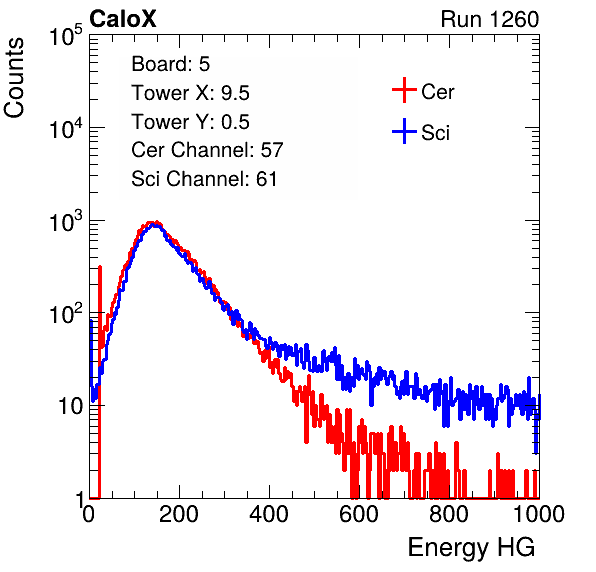 CaloX Run 1260
Counts
10^5
10^4
10^3
10^2
10
1
Board: 5
Tower X: 9.5
Tower Y: 0.5
Cer Channel: 57
Sci Channel: 61
Cer
Sci
0 200 400 600 800 1000
Energy HG